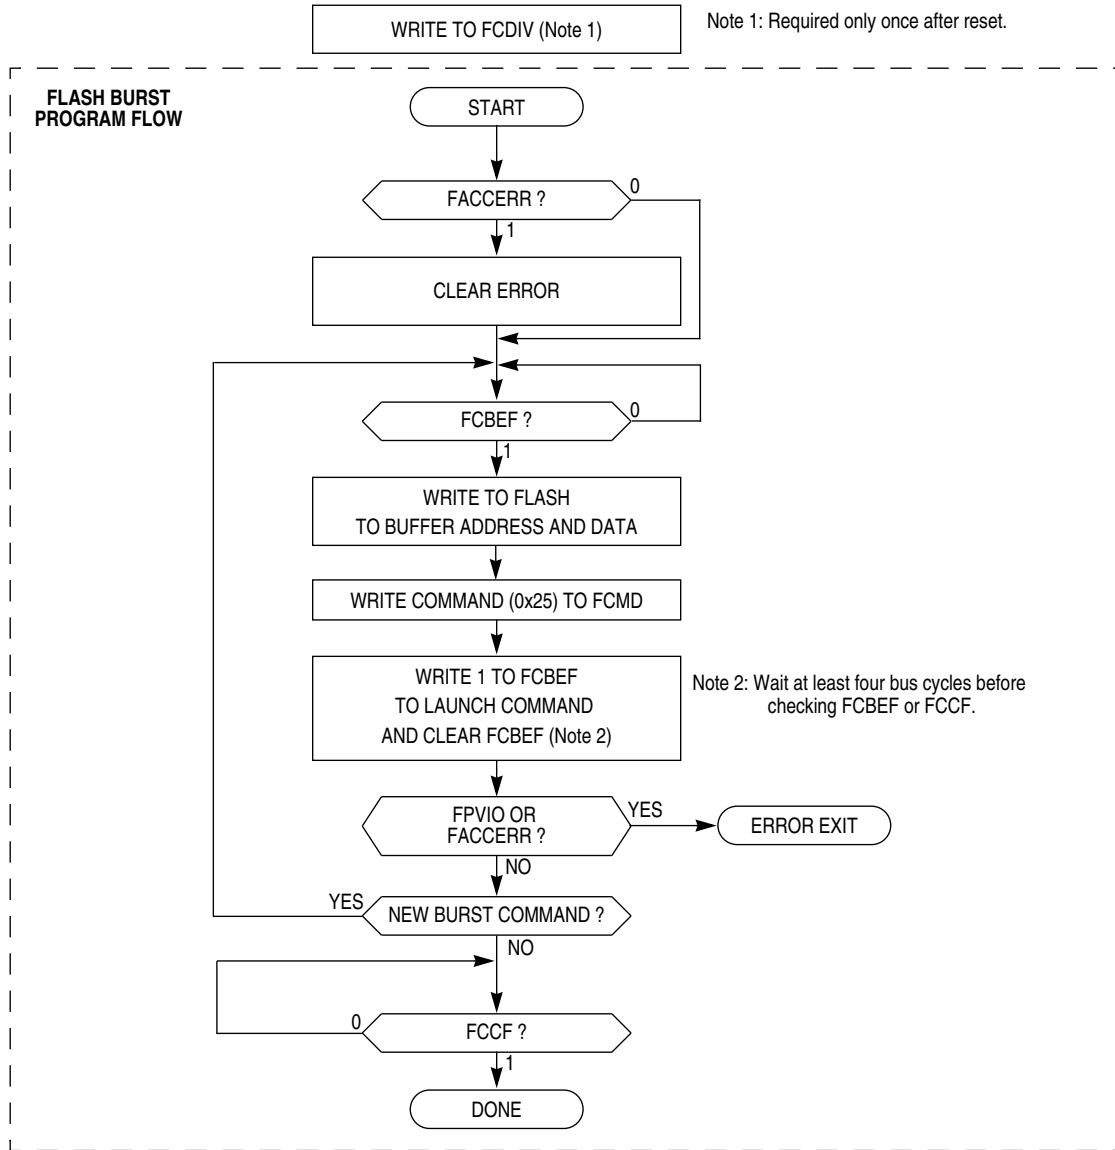 WRITE TO FCDIV (Note 1)
Note 1: Required only once after reset.
FLASH BURST
PROGRAM FLOW
START
FACCERR ?
0
1
CLEAR ERROR
FCBEF ?
0
1
WRITE TO FLASH
TO BUFFER ADDRESS AND DATA
WRITE COMMAND (0x25) TO FCMD
WRITE 1 TO FCBEF
TO LAUNCH COMMAND
AND CLEAR FCBEF (Note 2)
Note 2: Wait at least four bus cycles before
checking FCBEF or FCCF.
FPVIO OR
FACCERR ?
YES
ERROR EXIT
NO
YES
NEW BURST COMMAND ?
NO
0
FCCF ?
1
DONE